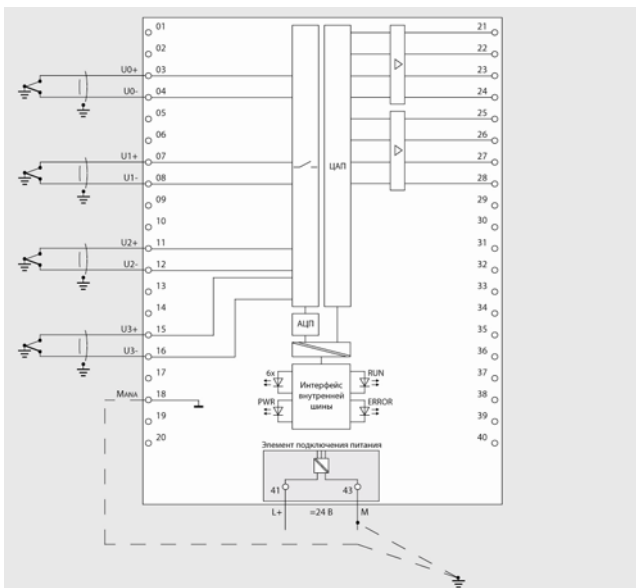 01 21
02 22
U0+ 03 23
U0- 04 24
05 25
06 26
U1+ 07 ЦАП 27
U1- 08 28
09 29
10 30
U2+ 11 31
U2- 12 32
13 33
14 34
U3+ 15 АЦП 35
U3- 16 36
17 37
6x RUN
Интерфейс
внутренней
шины
MANA 18 38
PWR ERROR
19 39
20 40
Элемент подключения питания
41 43
L+ =24 В M